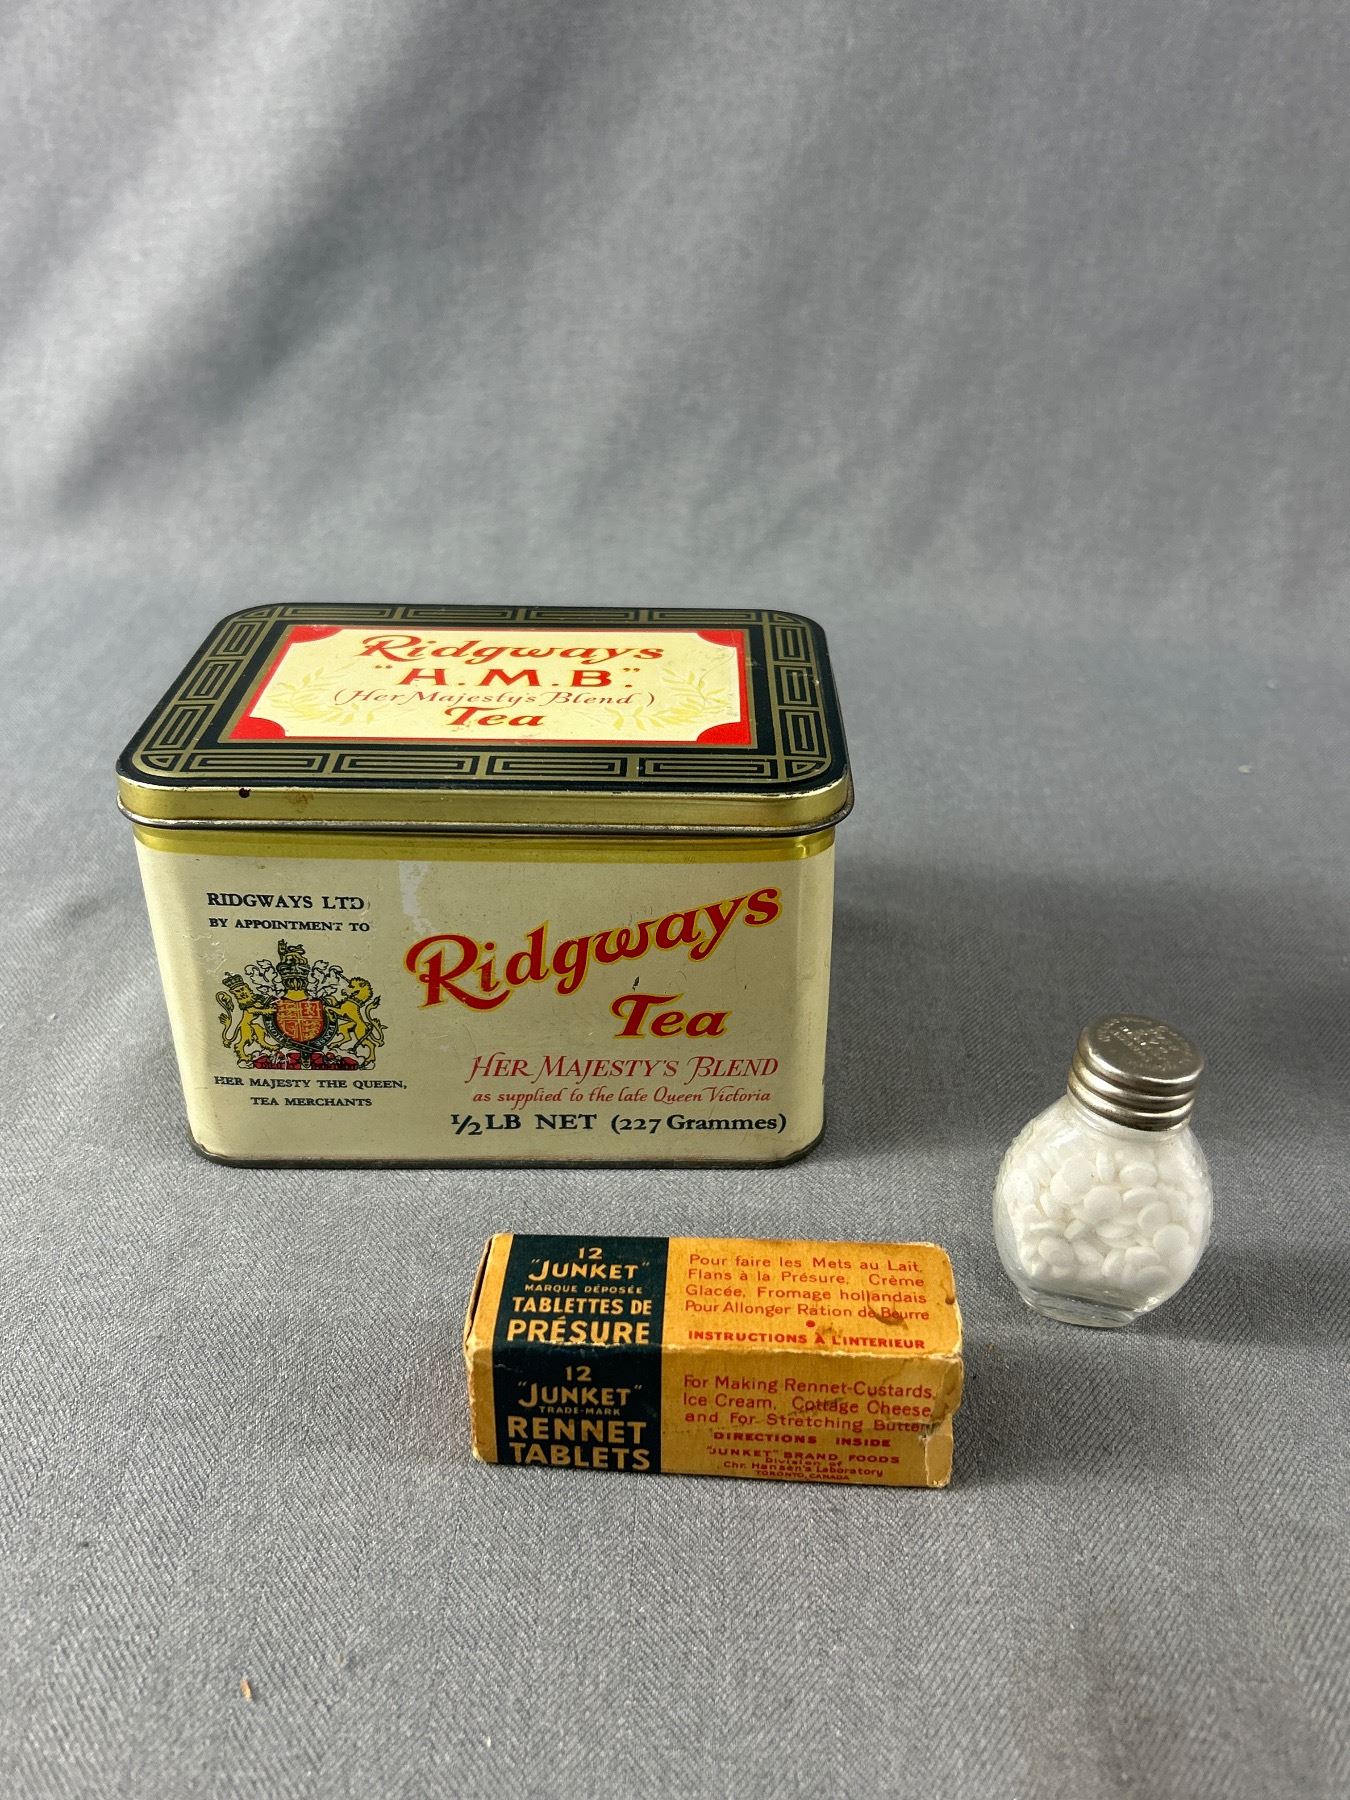 Ridgways
"H.M.B."
(Her Majesty's Blend)
Tea
RIDGWAYS LTD
BY APPOINTMENT TO
HER MAJESTY THE QUEEN,
TEA MERCHANTS
Ridgways
Tea
HER MAJESTY'S BLEND
as supplied to the late Queen Victoria
1/2 LB NET (227 Grammes)
12
"JUNKET"
MARQUE DÉPOSÉE
TABLETTES DE
PRÉSURE
Pour faire les Mets au Lait,
Flans à la Présure, Crème
Glacée, Fromage hollandais
Pour Allonger Ration de Beurre
INSTRUCTIONS À L'INTERIEUR
12
"JUNKET"
TRADE-MARK
RENNET
TABLETS
For Making Rennet-Custards,
Ice Cream, Cottage Cheese
and For Stretching Butter
DIRECTIONS INSIDE
"JUNKET" BRAND FOODS
Division of
Chr. Hansen's Laboratory
TORONTO, CANADA